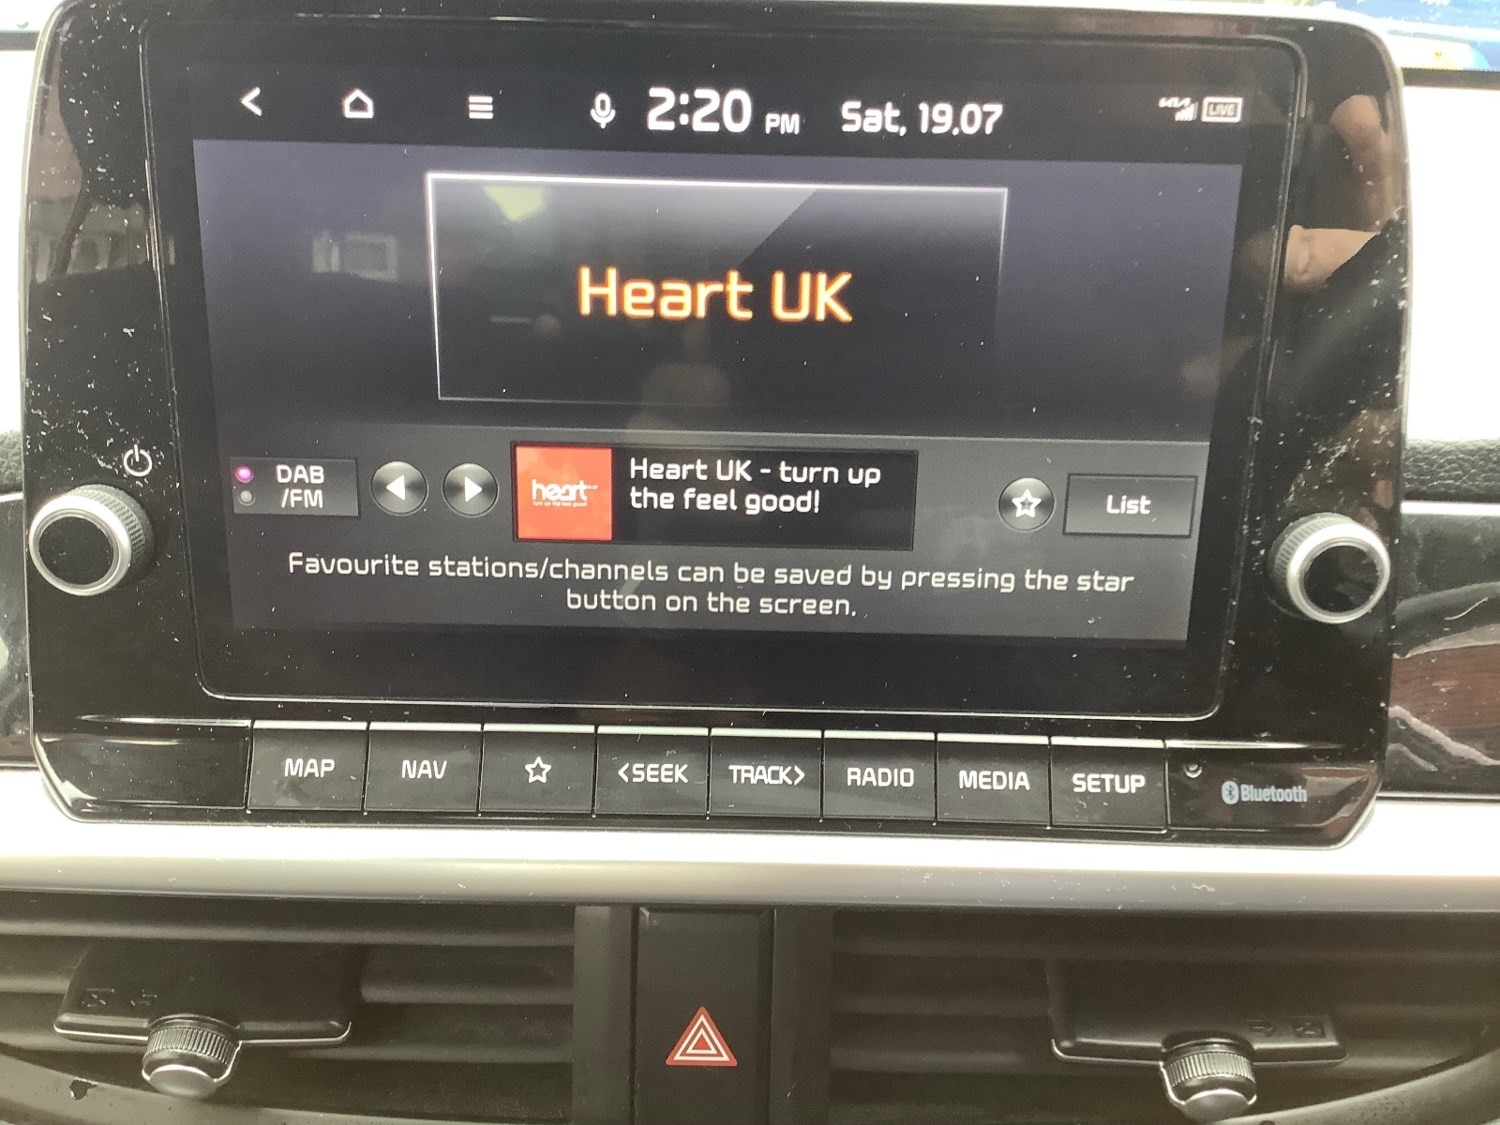 2:20 PM Sat, 19.07 KIA LIVE
Heart UK
DAB
/FM
heart
Heart UK - turn up
the feel good!
List
Favourite stations/channels can be saved by pressing the star
button on the screen.
MAP NAV <SEEK TRACK> RADIO MEDIA SETUP Bluetooth